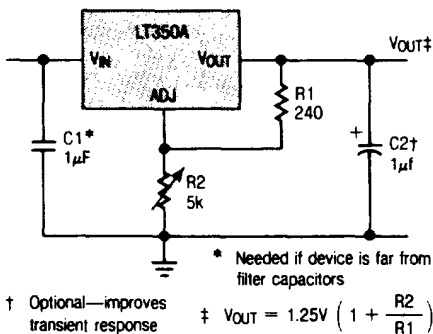 LT350A
VIN
VOUT
ADJ
VOUT‡
C1*
1µF
R1
240
R2
5k
+
C2†
1µf
* Needed if device is far from
filter capacitors
† Optional—improves
transient response
‡ VOUT = 1.25V (1 + R2/R1)